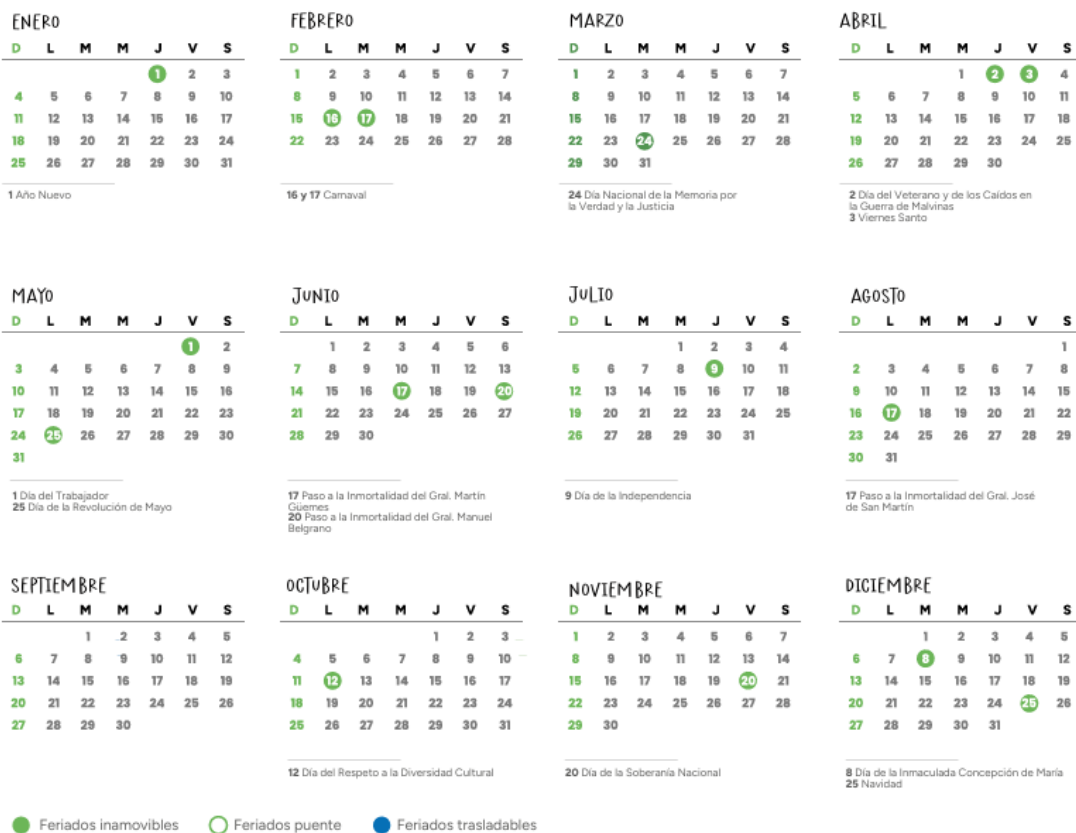 ENERO
D L M M J V S
1 2 3
4 5 6 7 8 9 10
11 12 13 14 15 16 17
18 19 20 21 22 23 24
25 26 27 28 29 30 31
1 Año Nuevo
FEBRERO
D L M M J V S
1 2 3 4 5 6 7
8 9 10 11 12 13 14
15 16 17 18 19 20 21
22 23 24 25 26 27 28
16 y 17 Carnaval
MARZO
D L M M J V S
1 2 3 4 5 6 7
8 9 10 11 12 13 14
15 16 17 18 19 20 21
22 23 24 25 26 27 28
29 30 31
24 Día Nacional de la Memoria por
la Verdad y la Justicia
ABRIL
D L M M J V S
1 2 3 4
5 6 7 8 9 10 11
12 13 14 15 16 17 18
19 20 21 22 23 24 25
26 27 28 29 30
2 Día del Veterano y de los Caídos en
la Guerra de Malvinas
3 Viernes Santo
MAYO
D L M M J V S
1 2
3 4 5 6 7 8 9
10 11 12 13 14 15 16
17 18 19 20 21 22 23
24 25 26 27 28 29 30
31
1 Día del Trabajador
25 Día de la Revolución de Mayo
JUNIO
D L M M J V S
1 2 3 4 5 6
7 8 9 10 11 12 13
14 15 16 17 18 19 20
21 22 23 24 25 26 27
28 29 30
17 Paso a la Inmortalidad del Gral. Martín
Güemes
20 Paso a la Inmortalidad del Gral. Manuel
Belgrano
JULIO
D L M M J V S
1 2 3 4
5 6 7 8 9 10 11
12 13 14 15 16 17 18
19 20 21 22 23 24 25
26 27 28 29 30 31
9 Día de la Independencia
AGOSTO
D L M M J V S
1
2 3 4 5 6 7 8
9 10 11 12 13 14 15
16 17 18 19 20 21 22
23 24 25 26 27 28 29
30 31
17 Paso a la Inmortalidad del Gral. José
de San Martín
SEPTIEMBRE
D L M M J V S
1 2 3 4 5
6 7 8 9 10 11 12
13 14 15 16 17 18 19
20 21 22 23 24 25 26
27 28 29 30
OCTUBRE
D L M M J V S
1 2 3
4 5 6 7 8 9 10
11 12 13 14 15 16 17
18 19 20 21 22 23 24
25 26 27 28 29 30 31
12 Día del Respeto a la Diversidad Cultural
NOVIEMBRE
D L M M J V S
1 2 3 4 5 6 7
8 9 10 11 12 13 14
15 16 17 18 19 20 21
22 23 24 25 26 27 28
29 30
20 Día de la Soberanía Nacional
DICIEMBRE
D L M M J V S
1 2 3 4 5
6 7 8 9 10 11 12
13 14 15 16 17 18 19
20 21 22 23 24 25 26
27 28 29 30 31
8 Día de la Inmaculada Concepción de María
25 Navidad
Feriados inamovibles Feriados puente Feriados trasladables